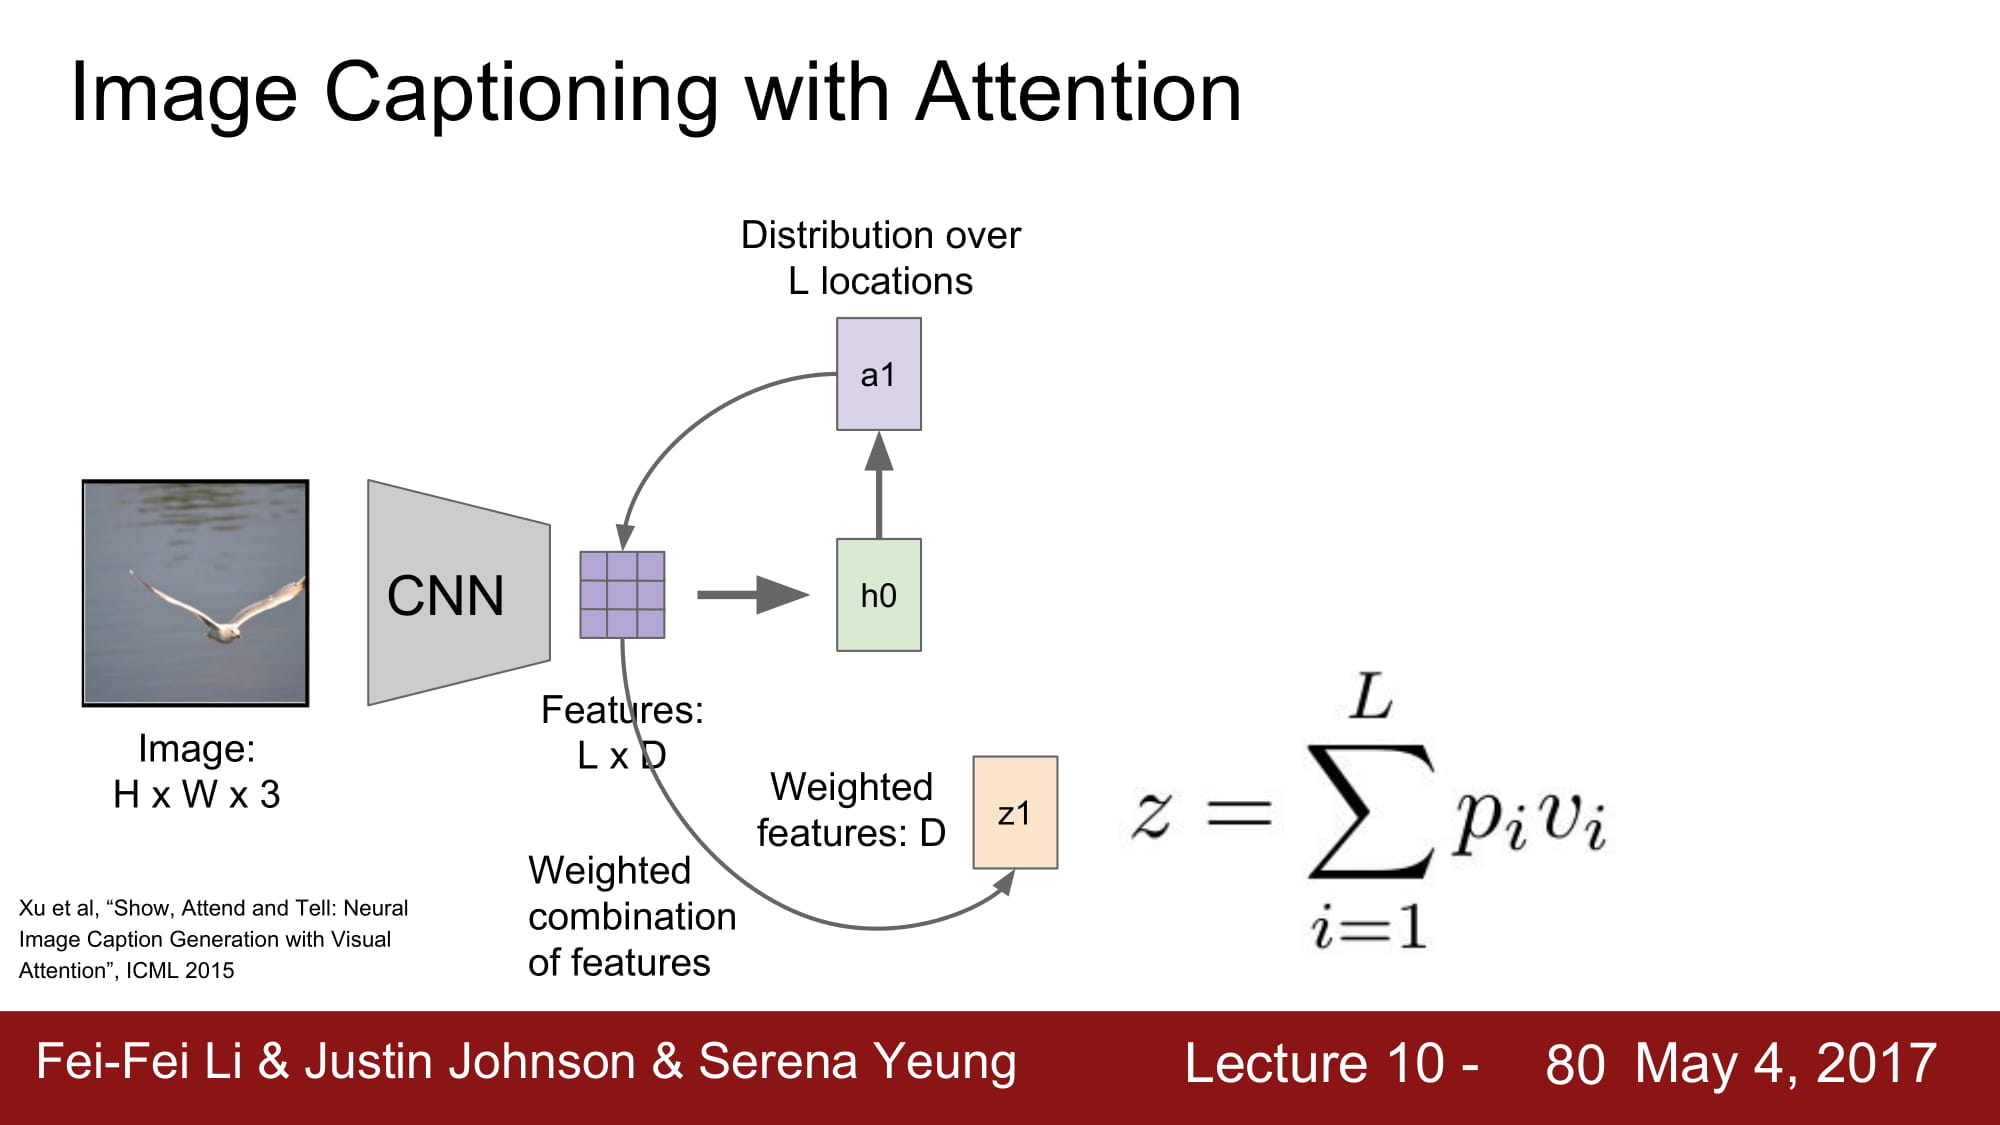 Image Captioning with Attention
Distribution over
L locations
a1
CNN
h0
Features:
L x D
Image:
H x W x 3
Weighted
features: D
z1
z = \sum_{i=1}^{L} p_i v_i
Weighted
combination
of features
Xu et al, “Show, Attend and Tell: Neural
Image Caption Generation with Visual
Attention”, ICML 2015
Fei-Fei Li & Justin Johnson & Serena Yeung
Lecture 10 - 80 May 4, 2017